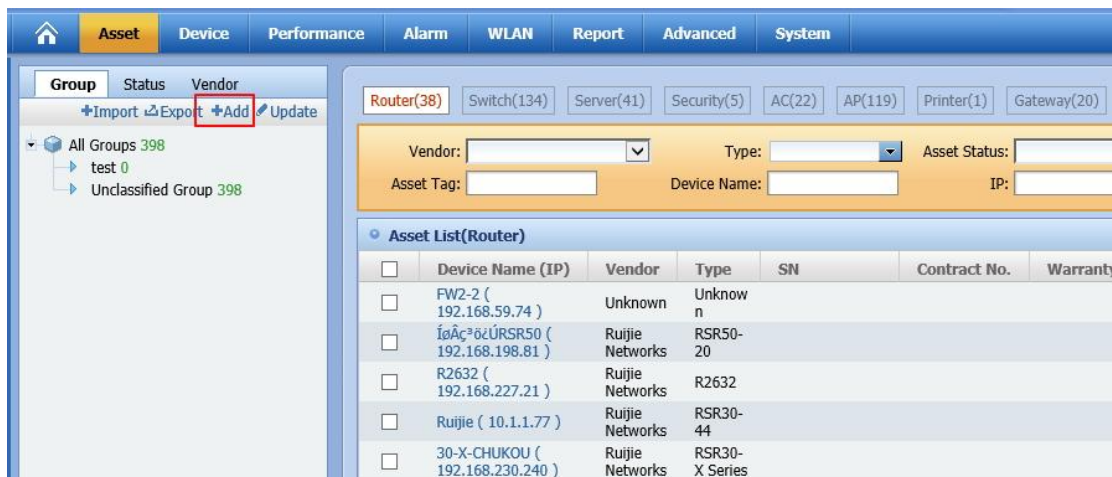 Asset Device Performance Alarm WLAN Report Advanced System
Group Status Vendor
+Import Export +Add Update
Router(38) Switch(134) Server(41) Security(5) AC(22) AP(119) Printer(1) Gateway(20)
All Groups 398
test 0
Unclassified Group 398
Vendor: Type: Asset Status:
Asset Tag: Device Name: IP:
Asset List(Router)
Device Name (IP) Vendor Type SN Contract No. Warranty
FW2-2 (
192.168.59.74 )
Unknown
Unknow
n
ÍøÂç³ö¿ÚRSR50 (
192.168.198.81 )
Ruijie
Networks
RSR50-
20
R2632 (
192.168.227.21 )
Ruijie
Networks
R2632
Ruijie ( 10.1.1.77 )
Ruijie
Networks
RSR30-
44
30-X-CHUKOU (
192.168.230.240 )
Ruijie
Networks
RSR30-
X Series